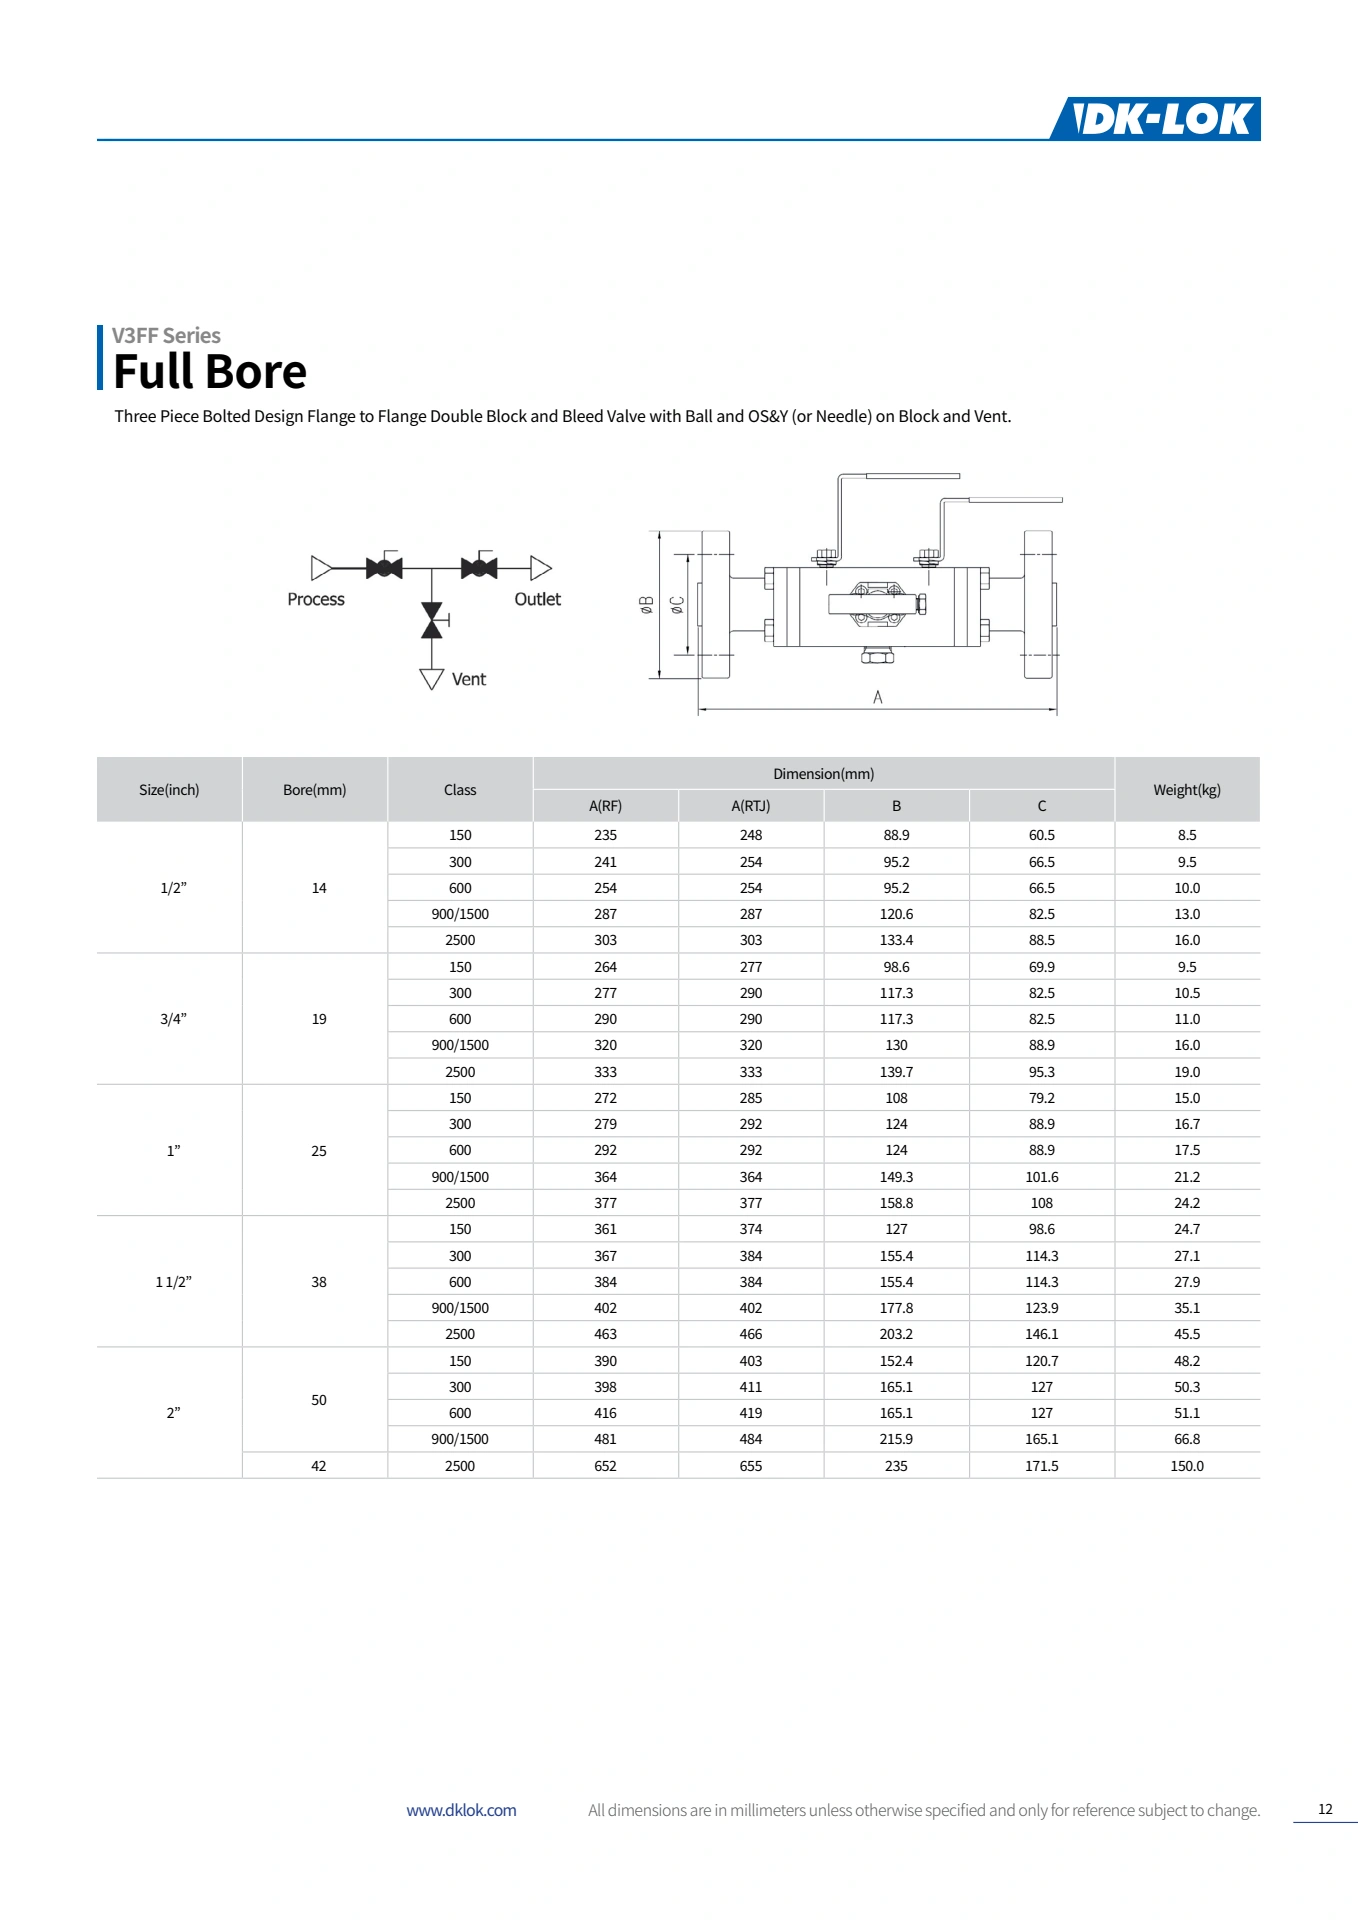 DK-LOK
V3FF Series
Full Bore
Three Piece Bolted Design Flange to Flange Double Block and Bleed Valve with Ball and OS&Y (or Needle) on Block and Vent.
Process
Outlet
Vent
øB
øC
A
Size(inch) Bore(mm) Class Dimension(mm) Weight(kg)
A(RF) A(RTJ) B C
150 235 248 88.9 60.5 8.5
300 241 254 95.2 66.5 9.5
1/2” 14 600 254 254 95.2 66.5 10.0
900/1500 287 287 120.6 82.5 13.0
2500 303 303 133.4 88.5 16.0
150 264 277 98.6 69.9 9.5
300 277 290 117.3 82.5 10.5
3/4” 19 600 290 290 117.3 82.5 11.0
900/1500 320 320 130 88.9 16.0
2500 333 333 139.7 95.3 19.0
150 272 285 108 79.2 15.0
300 279 292 124 88.9 16.7
1” 25 600 292 292 124 88.9 17.5
900/1500 364 364 149.3 101.6 21.2
2500 377 377 158.8 108 24.2
150 361 374 127 98.6 24.7
300 367 384 155.4 114.3 27.1
1 1/2” 38 600 384 384 155.4 114.3 27.9
900/1500 402 402 177.8 123.9 35.1
2500 463 466 203.2 146.1 45.5
150 390 403 152.4 120.7 48.2
50 300 398 411 165.1 127 50.3
2” 600 416 419 165.1 127 51.1
900/1500 481 484 215.9 165.1 66.8
42 2500 652 655 235 171.5 150.0
www.dklok.com All dimensions are in millimeters unless otherwise specified and only for reference subject to change. 12